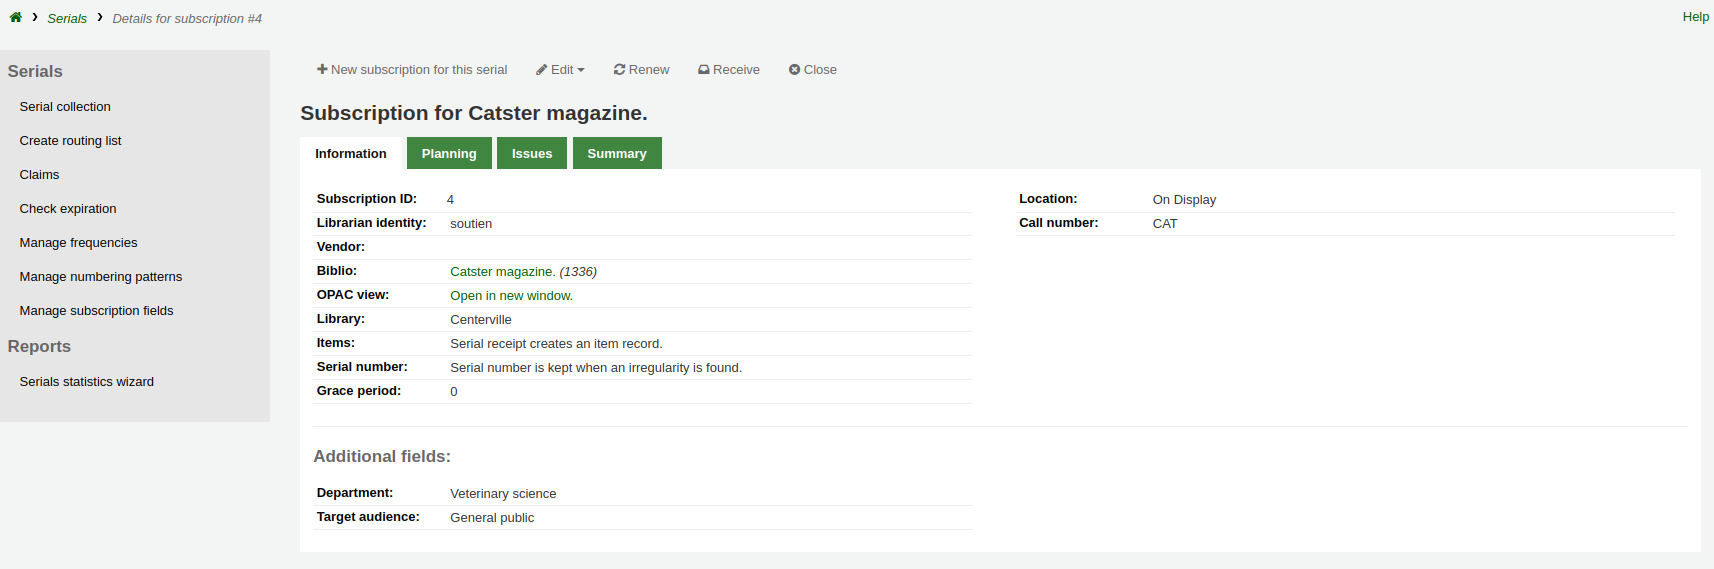 Serials
Details for subscription #4
Help
Serials
Serial collection
Create routing list
Claims
Check expiration
Manage frequencies
Manage numbering patterns
Manage subscription fields
Reports
Serials statistics wizard
New subscription for this serial
Edit
Renew
Receive
Close
Subscription for Catster magazine.
Information
Planning
Issues
Summary
Subscription ID: 4
Librarian identity: soutien
Vendor:
Biblio: Catster magazine. (1336)
OPAC view: Open in new window.
Library: Centerville
Items: Serial receipt creates an item record.
Serial number: Serial number is kept when an irregularity is found.
Grace period: 0
Location: On Display
Call number: CAT
Additional fields:
Department: Veterinary science
Target audience: General public